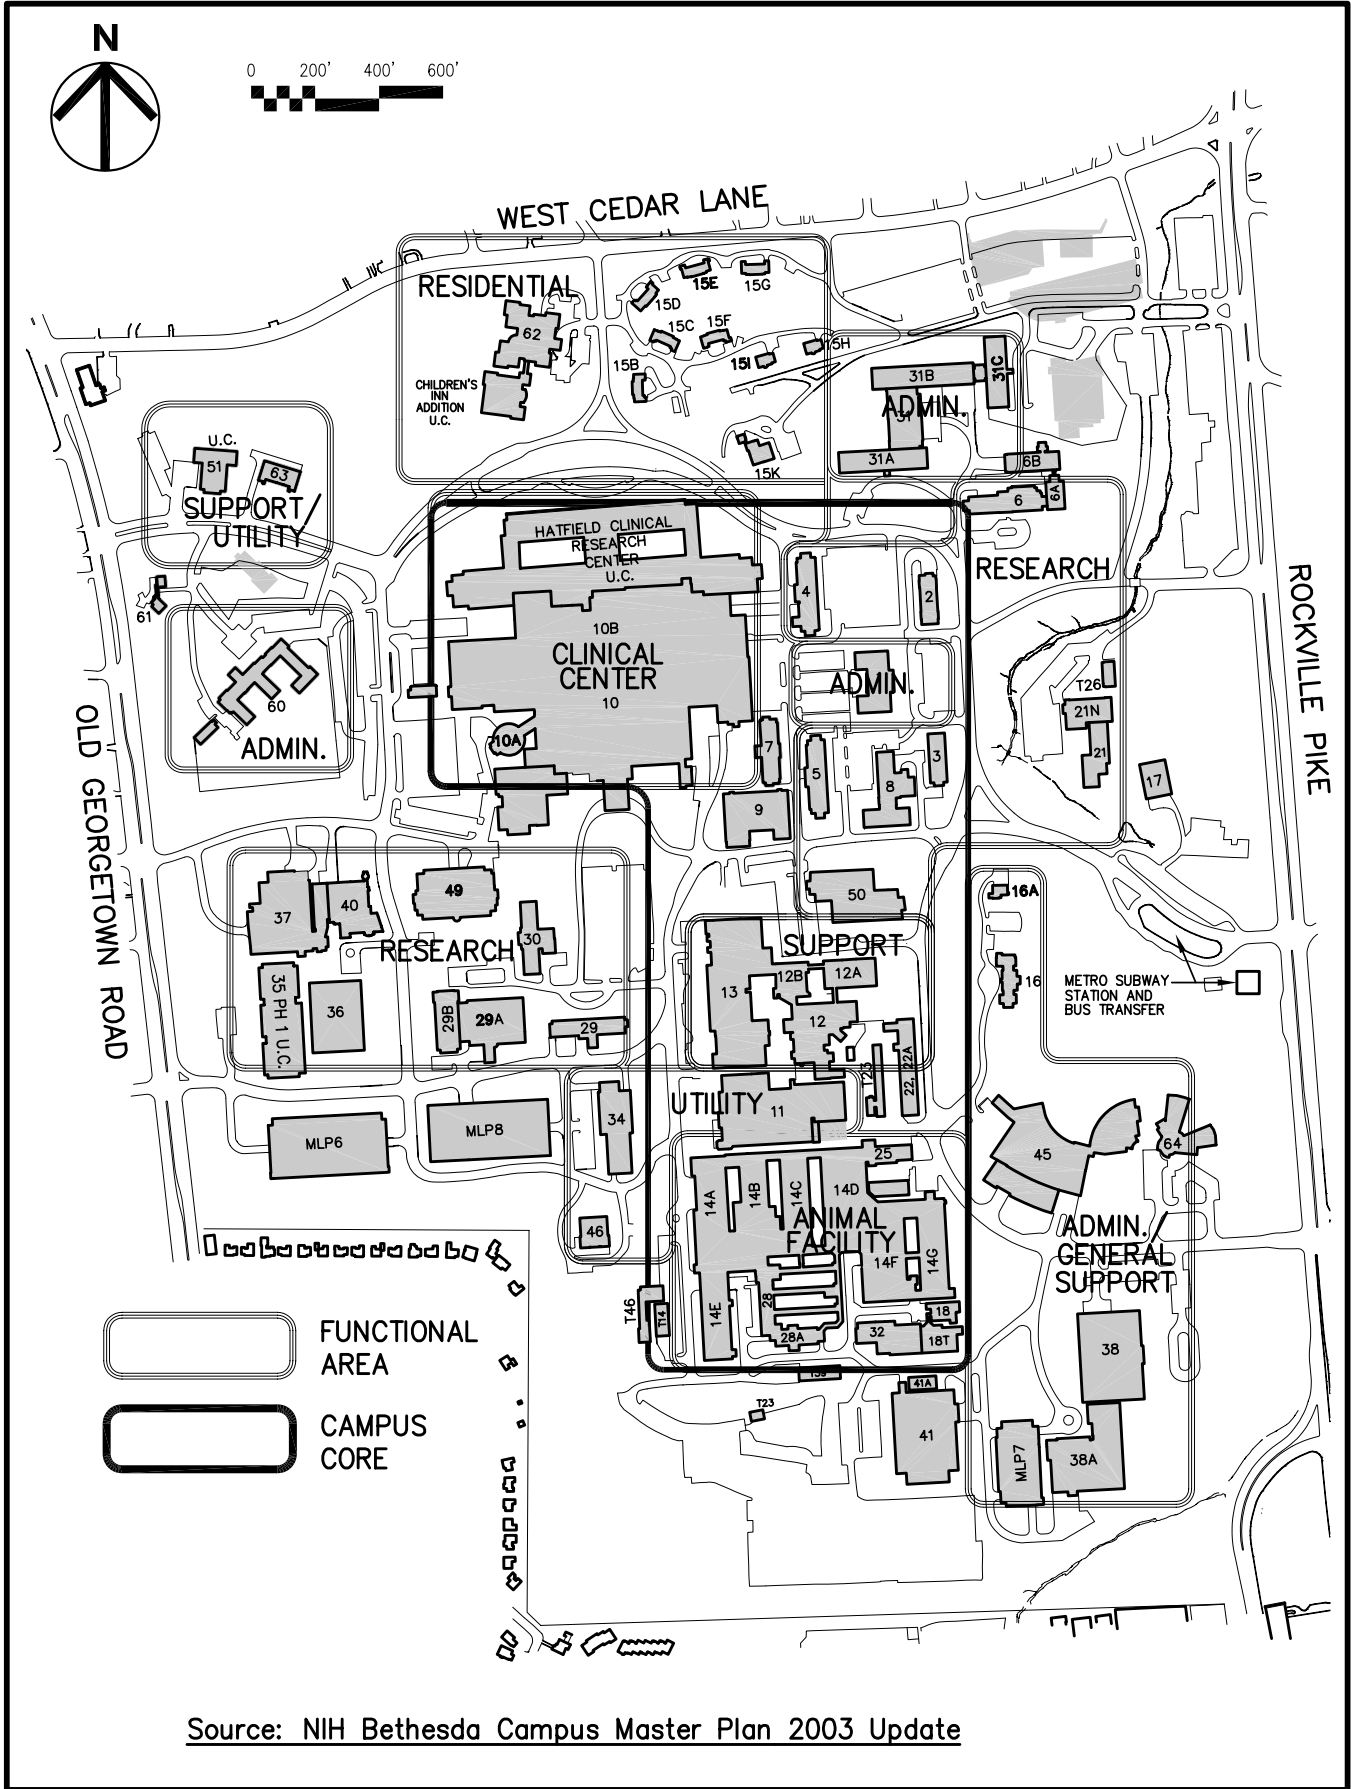 N
0 200' 400' 600'
WEST CEDAR LANE
RESIDENTIAL
62
CHILDREN'S
INN
ADDITION
U.C.
15D
15E
15G
15C
15F
15B
15I
15H
15K
31B
31C
ADMIN.
31
31A
6B
6A
6
U.C.
51
63
SUPPORT/
UTILITY
61
60
ADMIN.
HATFIELD CLINICAL
RESEARCH
CENTER
U.C.
10B
CLINICAL
CENTER
10
10A
4
2
RESEARCH
ADMIN.
T26
21N
21
17
7
5
8
3
9
50
OLD GEORGETOWN ROAD
ROCKVILLE PIKE
37
40
49
30
RESEARCH
35 PH 1 U.C.
36
29B
29A
29
SUPPORT
13
12B
12A
12
T23
22, 22A
16A
16
METRO SUBWAY
STATION AND
BUS TRANSFER
MLP6
MLP8
34
46
UTILITY
11
25
14A
14B
14C
14D
ANIMAL
FACILITY
14F
14G
14E
28
28A
32
18
18T
T46
T14
45
64
ADMIN./
GENERAL
SUPPORT
38
38A
MLP7
41A
41
T23
FUNCTIONAL
AREA
CAMPUS
CORE
Source: NIH Bethesda Campus Master Plan 2003 Update